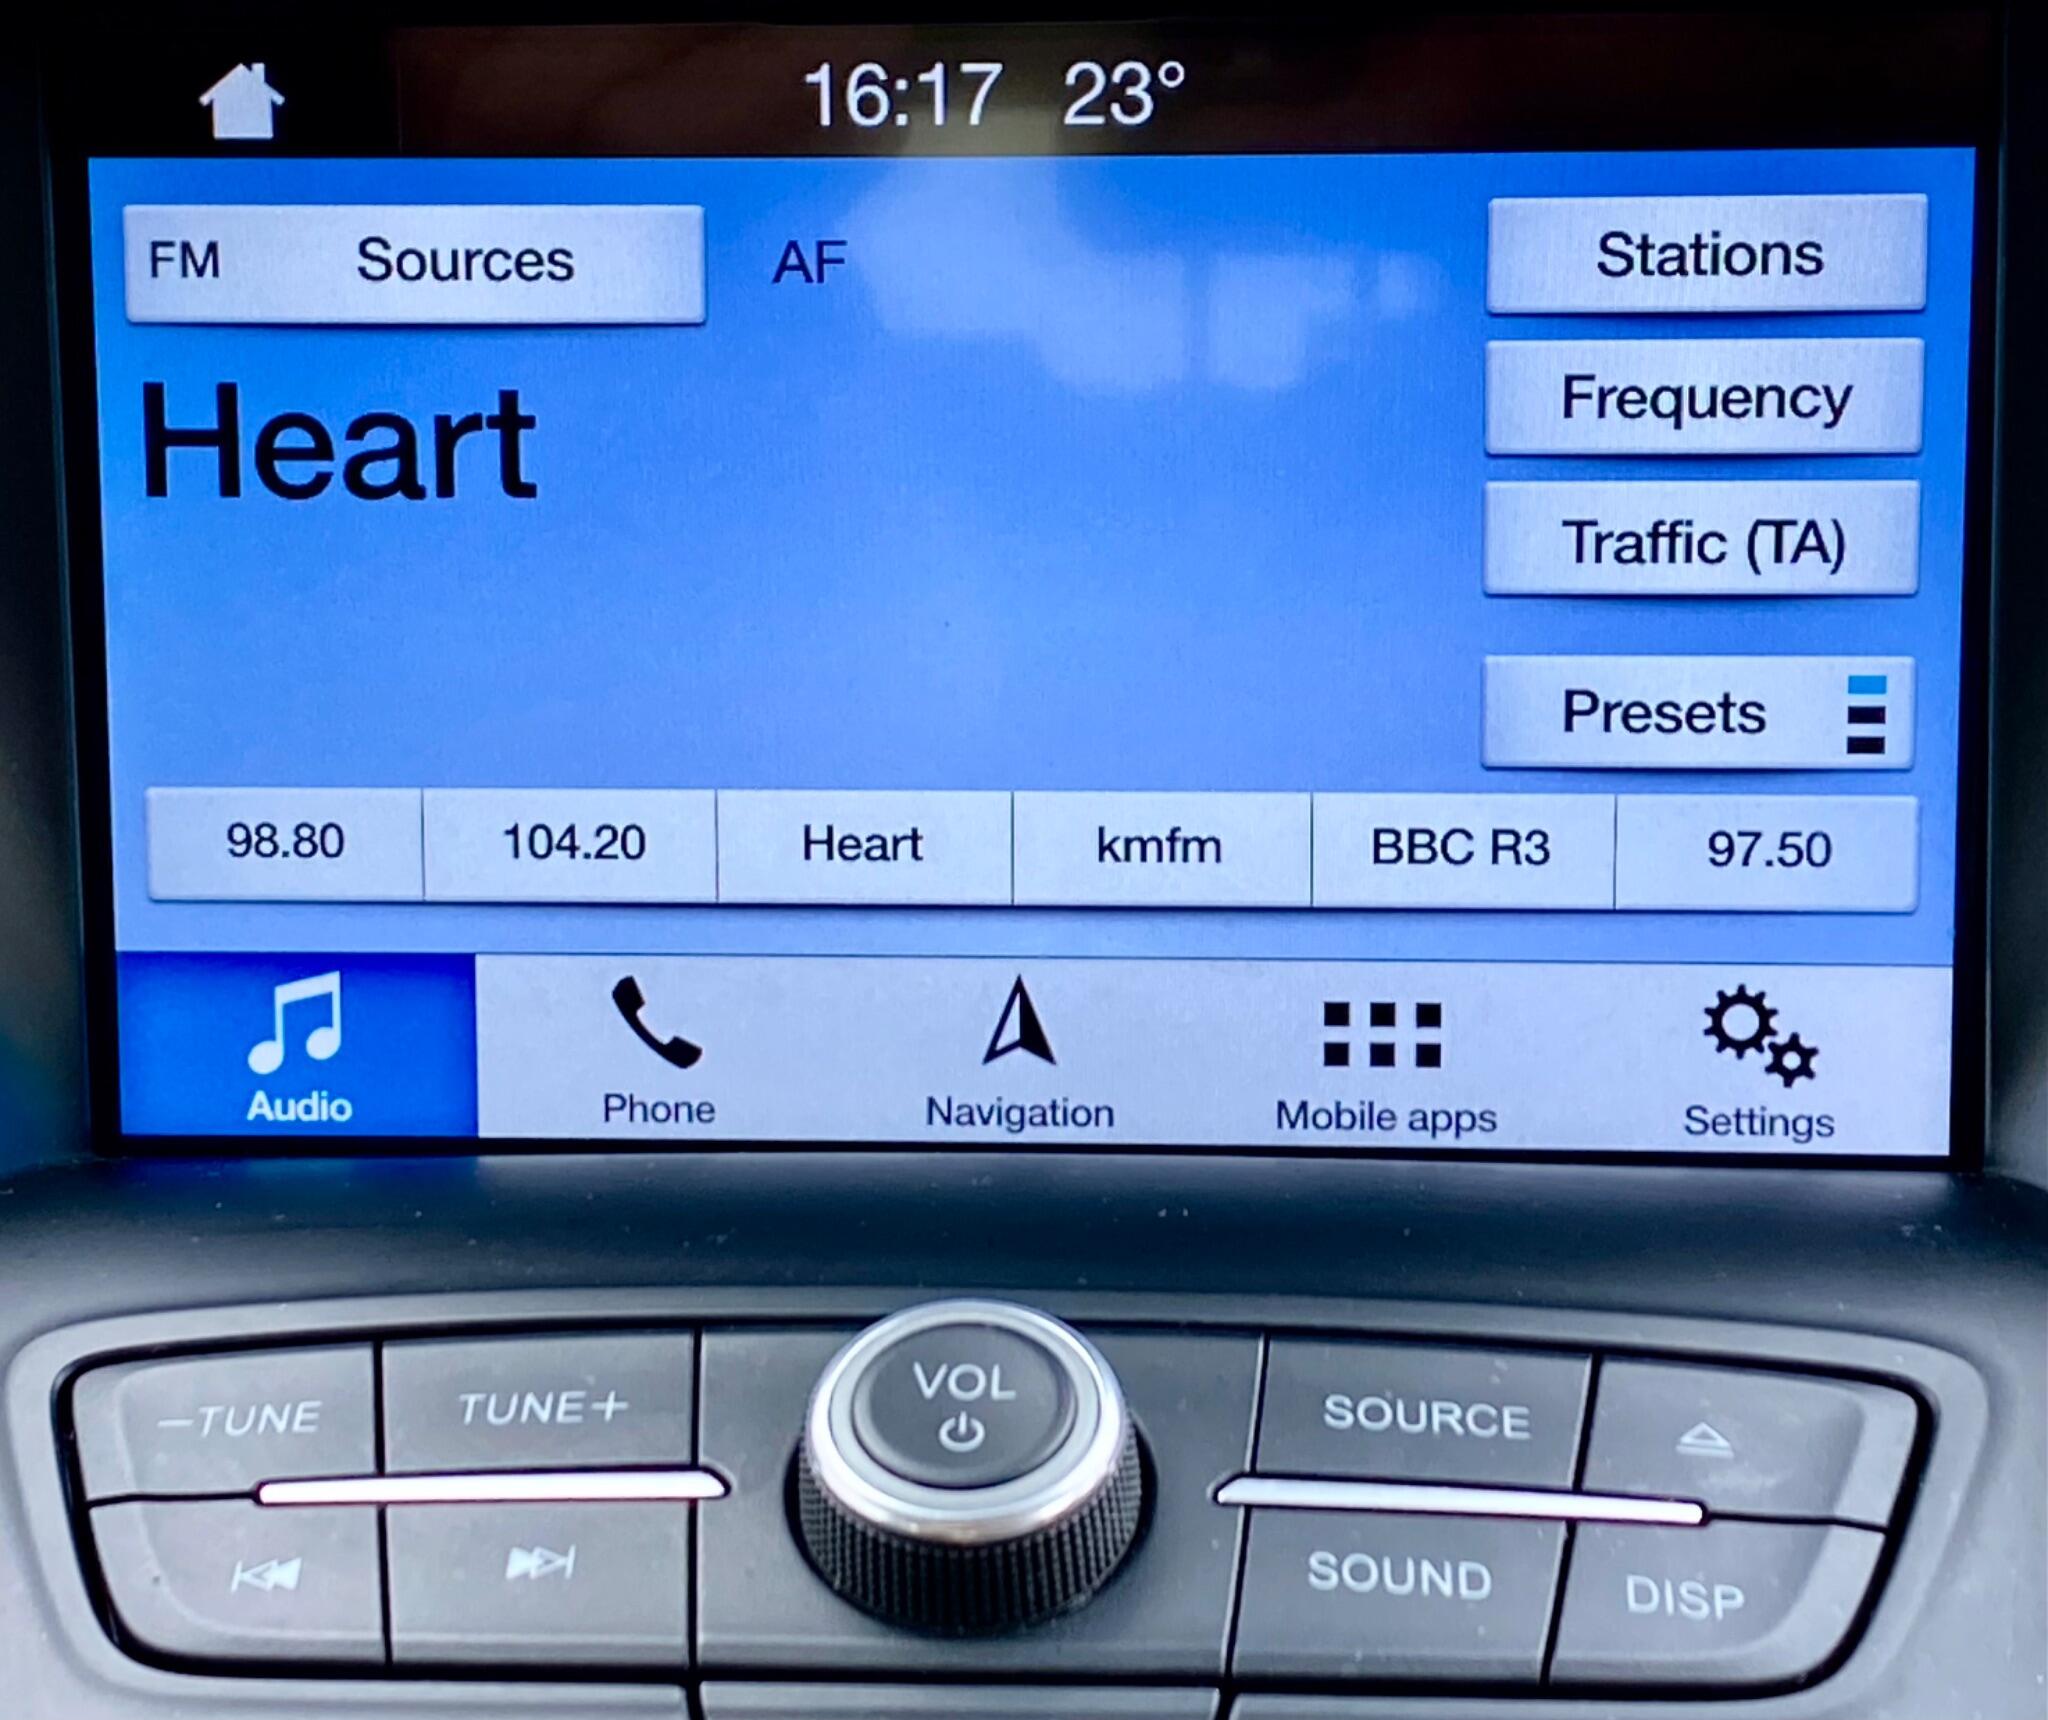 16:17 23°
FM Sources AF Stations
Heart
Frequency
Traffic (TA)
Presets
98.80 104.20 Heart kmfm BBC R3 97.50
Audio Phone Navigation Mobile apps Settings
–TUNE TUNE+ VOL SOURCE
SOUND DISP